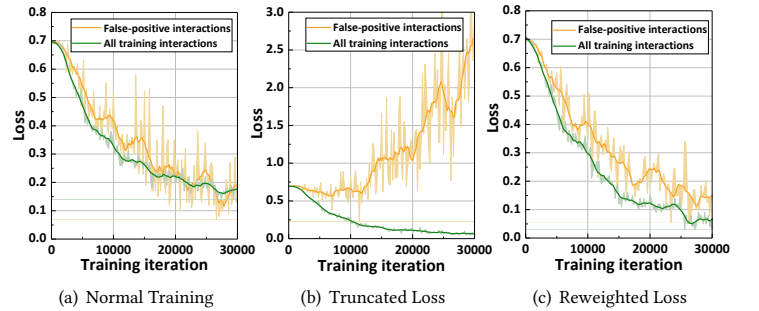 0.8
0.7
0.6
0.5
0.4
0.3
0.2
0.1
0.0
Loss
False-positive interactions
All training interactions
0 10000 20000 30000
Training iteration
(a) Normal Training
3.0
2.5
2.0
1.5
1.0
0.5
0.0
Loss
False-positive interactions
All training interactions
0 10000 20000 30000
Training iteration
(b) Truncated Loss
0.8
0.7
0.6
0.5
0.4
0.3
0.2
0.1
0.0
Loss
False-positive interactions
All training interactions
0 10000 20000 30000
Training iteration
(c) Reweighted Loss